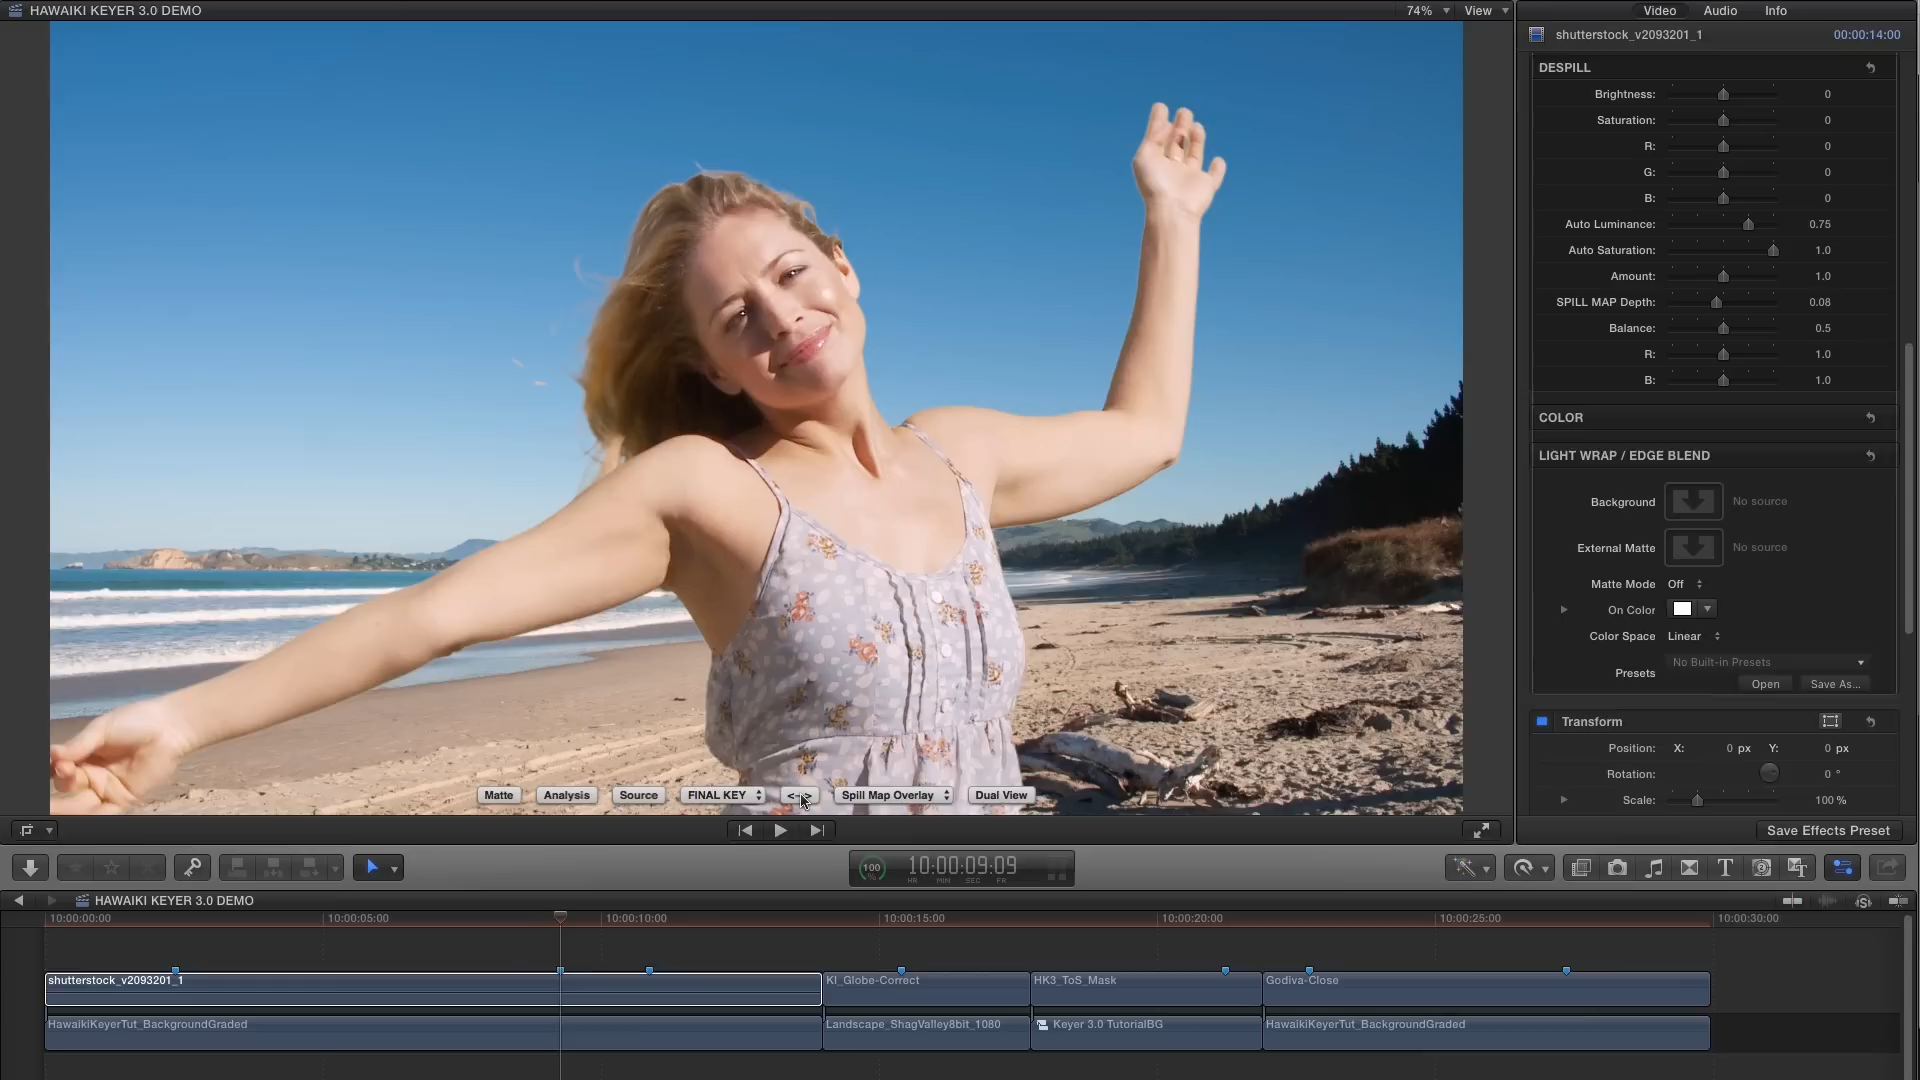 HAWAIKI KEYER 3.0 DEMO
74%
View
Video
Audio
Info
shutterstock_v2093201_1
00:00:14:00
DESPILL
Brightness: 0
Saturation: 0
R: 0
G: 0
B: 0
Auto Luminance: 0.75
Auto Saturation: 1.0
Amount: 1.0
SPILL MAP Depth: 0.08
Balance: 0.5
R: 1.0
B: 1.0
COLOR
LIGHT WRAP / EDGE BLEND
Background No source
External Matte No source
Matte Mode Off
On Color
Color Space Linear
No Built-in Presets
Presets
Open Save As...
Transform
Position: X: 0 px Y: 0 px
Rotation: 0 °
Scale: 100 %
Save Effects Preset
Matte
Analysis
Source
FINAL KEY
Spill Map Overlay
Dual View
100
%
10:00:09:09
HR MIN SEC FR
HAWAIKI KEYER 3.0 DEMO
10:00:00:00 10:00:05:00 10:00:10:00 10:00:15:00 10:00:20:00 10:00:25:00 10:00:30:00
shutterstock_v2093201_1
KI_Globe-Correct
HK3_ToS_Mask
Godiva-Close
HawaikiKeyerTut_BackgroundGraded
Landscape_ShagValley8bit_1080
Keyer 3.0 TutorialBG
HawaikiKeyerTut_BackgroundGraded